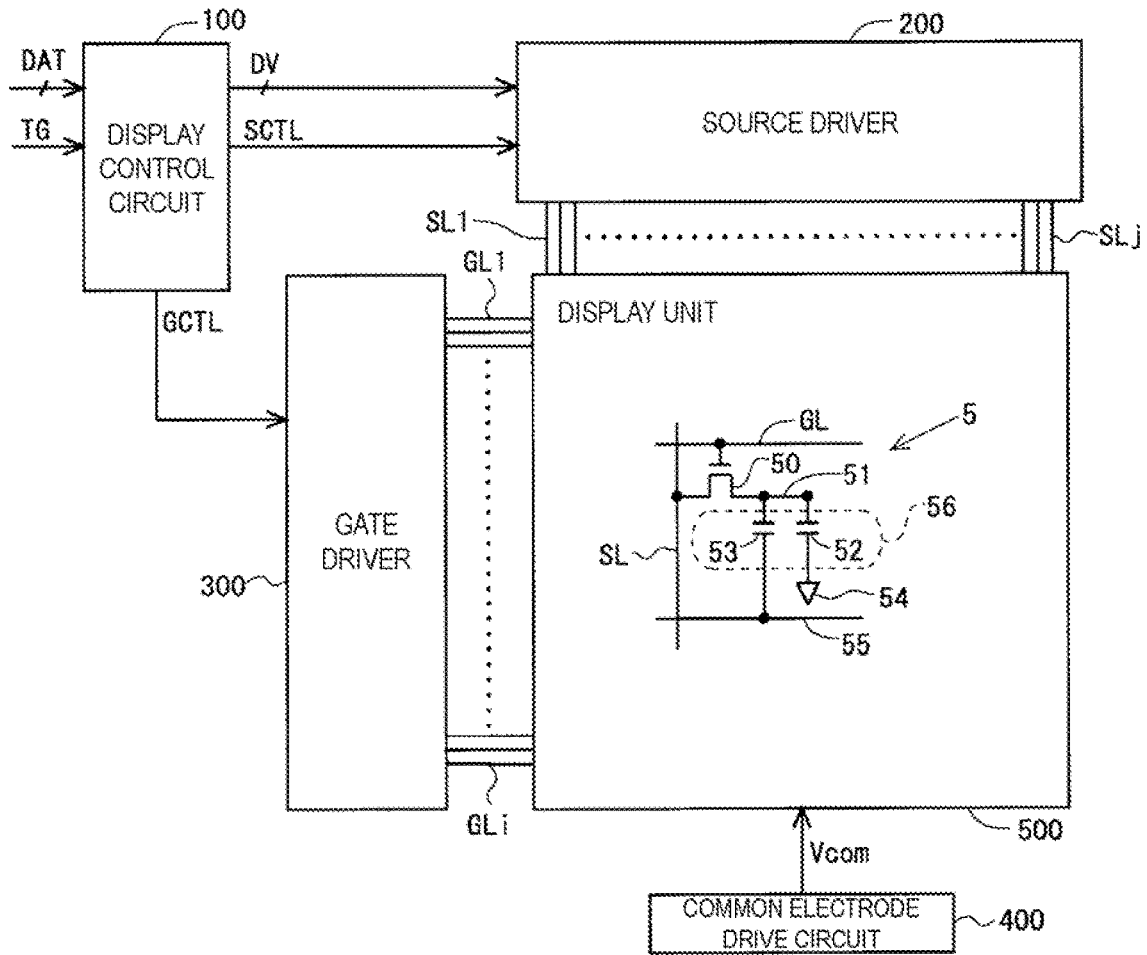 100
200
DAT
DV
TG
SCTL
DISPLAY
CONTROL
CIRCUIT
SOURCE DRIVER
SL1
SLj
GL1
GCTL
DISPLAY UNIT
GL
5
50
51
56
GATE
DRIVER
SL
53
52
300
54
55
GLi
500
Vcom
COMMON ELECTRODE
DRIVE CIRCUIT
400